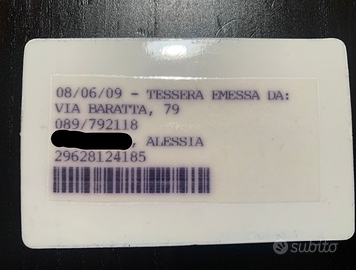 08/06/09 - TESSERA EMESSA DA:
VIA BARATTA, 79
089/792118
, ALESSIA
29628124185
subito